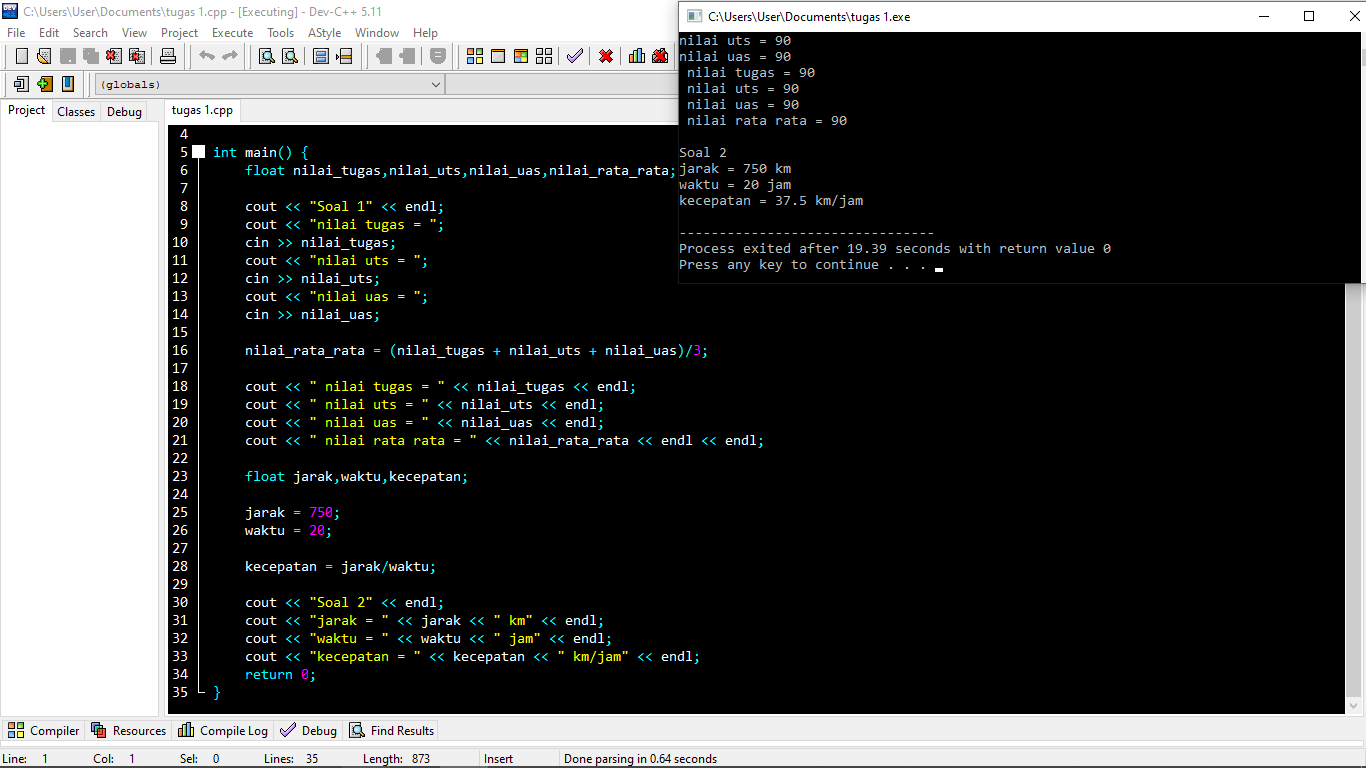 C:\Users\User\Documents\tugas 1.cpp - [Executing] - Dev-C++ 5.11
File Edit Search View Project Execute Tools AStyle Window Help
(globals)
Project Classes Debug
tugas 1.cpp
4
5 int main() {
6 float nilai_tugas,nilai_uts,nilai_uas,nilai_rata_rata;
7
8 cout << "Soal 1" << endl;
9 cout << "nilai tugas = ";
10 cin >> nilai_tugas;
11 cout << "nilai uts = ";
12 cin >> nilai_uts;
13 cout << "nilai uas = ";
14 cin >> nilai_uas;
15
16 nilai_rata_rata = (nilai_tugas + nilai_uts + nilai_uas)/3;
17
18 cout << " nilai tugas = " << nilai_tugas << endl;
19 cout << " nilai uts = " << nilai_uts << endl;
20 cout << " nilai uas = " << nilai_uas << endl;
21 cout << " nilai rata rata = " << nilai_rata_rata << endl << endl;
22
23 float jarak,waktu,kecepatan;
24
25 jarak = 750;
26 waktu = 20;
27
28 kecepatan = jarak/waktu;
29
30 cout << "Soal 2" << endl;
31 cout << "jarak = " << jarak << " km" << endl;
32 cout << "waktu = " << waktu << " jam" << endl;
33 cout << "kecepatan = " << kecepatan << " km/jam" << endl;
34 return 0;
35 }
C:\Users\User\Documents\tugas 1.exe
nilai uts = 90
nilai uas = 90
 nilai tugas = 90
 nilai uts = 90
 nilai uas = 90
 nilai rata rata = 90
Soal 2
jarak = 750 km
waktu = 20 jam
kecepatan = 37.5 km/jam
--------------------------------
Process exited after 19.39 seconds with return value 0
Press any key to continue . . .
Compiler Resources Compile Log Debug Find Results
Line: 1 Col: 1 Sel: 0 Lines: 35 Length: 873 Insert Done parsing in 0.64 seconds